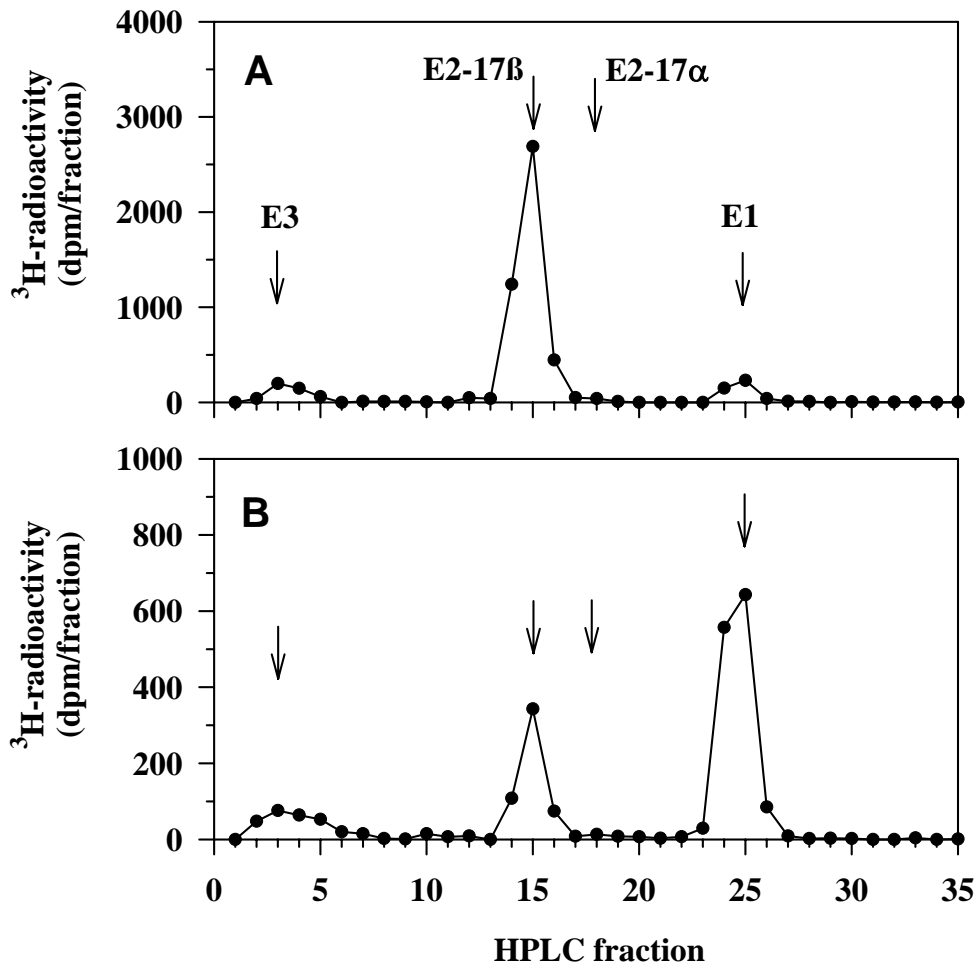 4000
3000
2000
1000
0
³H-radioactivity
(dpm/fraction)
A
E2-17ß
E2-17α
E3
E1
1000
800
600
400
200
0
³H-radioactivity
(dpm/fraction)
B
0 5 10 15 20 25 30 35
HPLC fraction